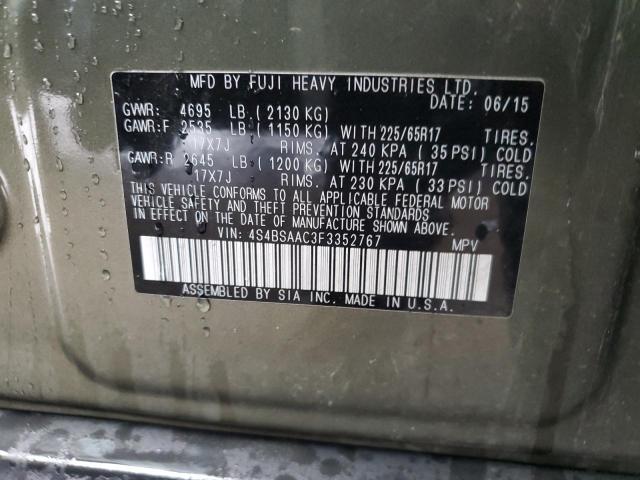 MFD BY FUJI HEAVY INDUSTRIES LTD.
DATE: 06/15
GVWR: 4695 LB. (2130 KG)
GAWR:F 2535 LB. (1150 KG) WITH 225/65R17 TIRES.
17X7J RIMS. AT 240 KPA (35 PSI) COLD
GAWR:R 2645 LB. (1200 KG) WITH 225/65R17 TIRES.
17X7J RIMS. AT 230 KPA (33 PSI) COLD
THIS VEHICLE CONFORMS TO ALL APPLICABLE FEDERAL MOTOR
VEHICLE SAFETY AND THEFT PREVENTION STANDARDS
IN EFFECT ON THE DATE OF MANUFACTURE SHOWN ABOVE.
VIN: 4S4BSAAC3F3352767 MPV
ASSEMBLED BY SIA INC. MADE IN U.S.A.